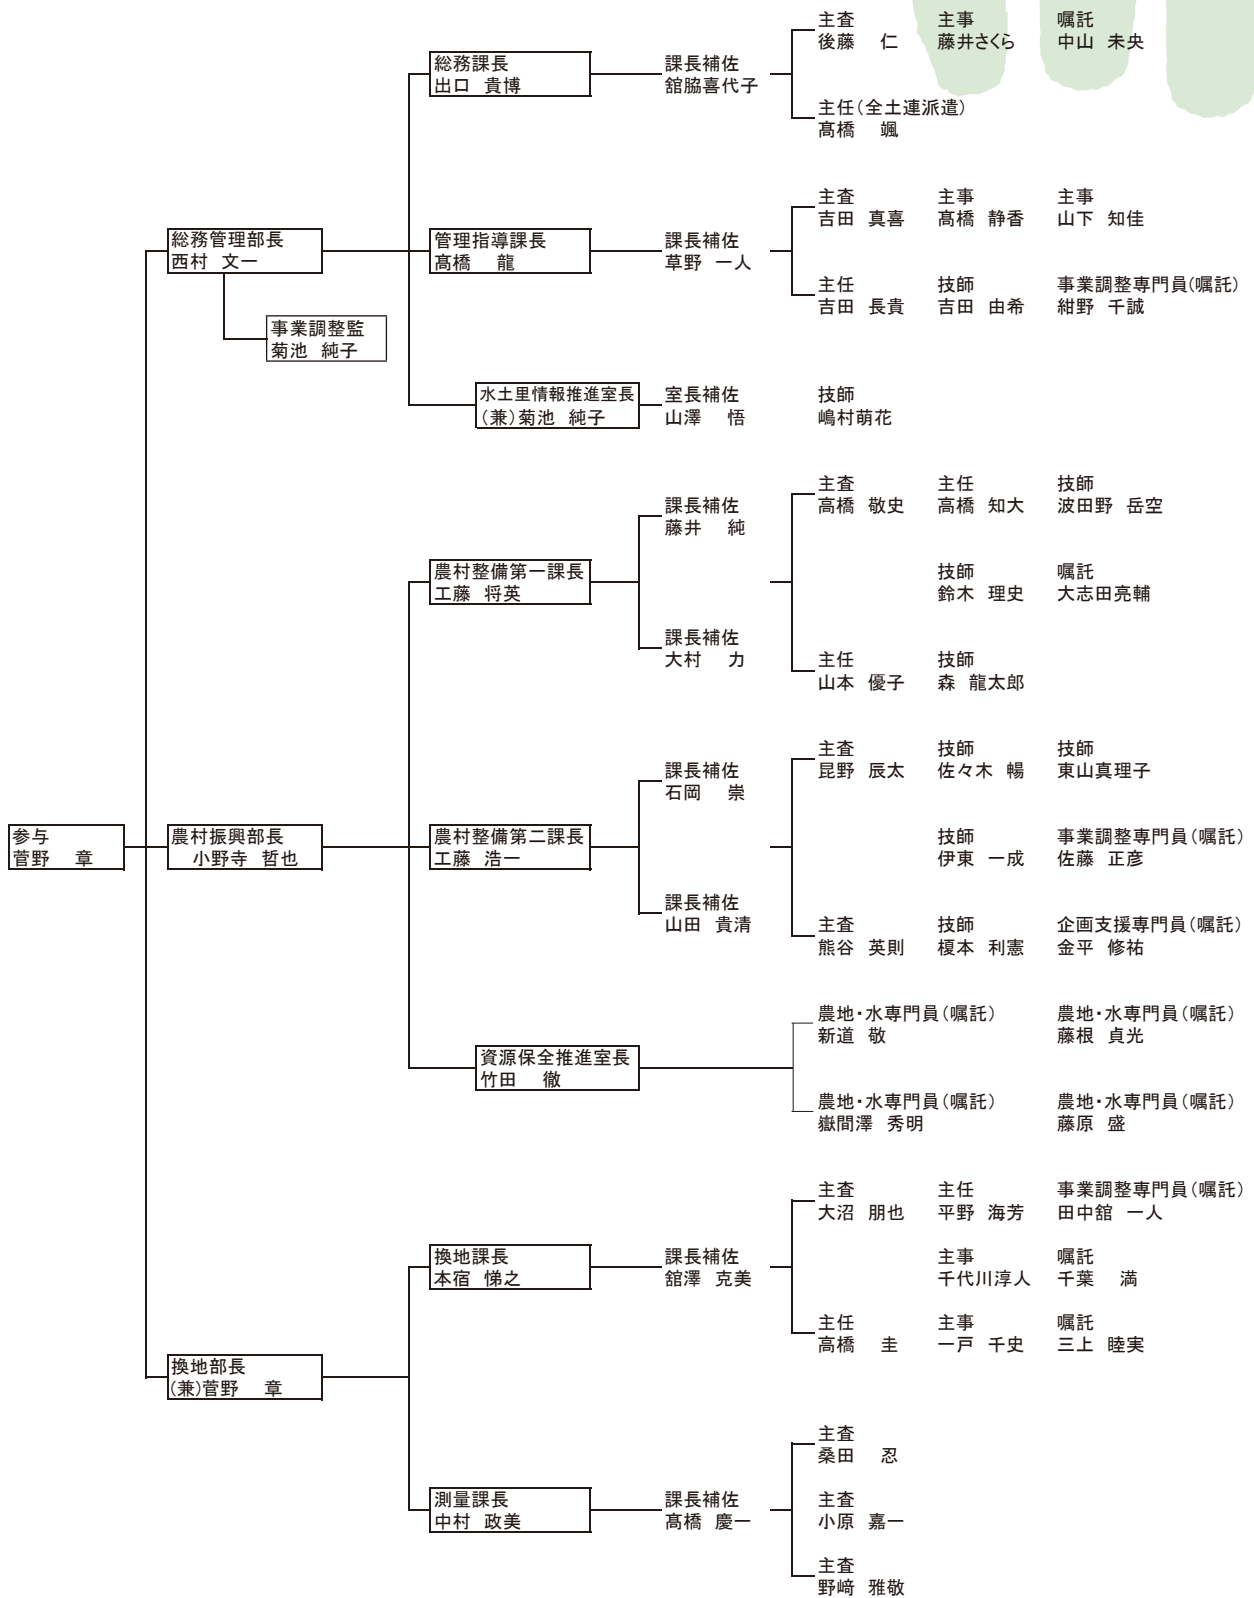 主査 主事 嘱託
後藤 仁 藤井さくら 中山 未央
総務課長 課長補佐
出口 貴博 舘脇喜代子
主任(全土連派遣)
髙橋 颯
主査 主事 主事
吉田 真喜 髙橋 静香 山下 知佳
総務管理部長 管理指導課長 課長補佐
西村 文一 髙橋 龍 草野 一人
主任 技師 事業調整専門員(嘱託)
吉田 長貴 吉田 由希 紺野 千誠
事業調整監
菊池 純子
水土里情報推進室長 室長補佐 技師
(兼)菊池 純子 山澤 悟 嶋村萌花
主査 主任 技師
高橋 敬史 高橋 知大 波田野 岳空
課長補佐
藤井 純
農村整備第一課長 技師 嘱託
工藤 将英 鈴木 理史 大志田亮輔
課長補佐
大村 力
主任 技師
山本 優子 森 龍太郎
主査 技師 技師
昆野 辰太 佐々木 暢 東山真理子
課長補佐
石岡 崇
参与 農村振興部長 農村整備第二課長 技師 事業調整専門員(嘱託)
菅野 章 小野寺 哲也 工藤 浩一 伊東 一成 佐藤 正彦
課長補佐
山田 貴清
主査 技師 企画支援専門員(嘱託)
熊谷 英則 榎本 利憲 金平 修祐
農地・水専門員(嘱託) 農地・水専門員(嘱託)
新道 敬 藤根 貞光
資源保全推進室長
竹田 徹
農地・水専門員(嘱託) 農地・水専門員(嘱託)
嶽間澤 秀明 藤原 盛
主査 主任 事業調整専門員(嘱託)
大沼 朋也 平野 海芳 田中舘 一人
換地課長 課長補佐 主事 嘱託
本宿 悌之 舘澤 克美 千代川淳人 千葉 満
主任 主事 嘱託
高橋 圭 一戸 千史 三上 睦実
換地部長
(兼)菅野 章
主査
桑田 忍
測量課長 課長補佐 主査
中村 政美 髙橋 慶一 小原 嘉一
主査
野﨑 雅敬